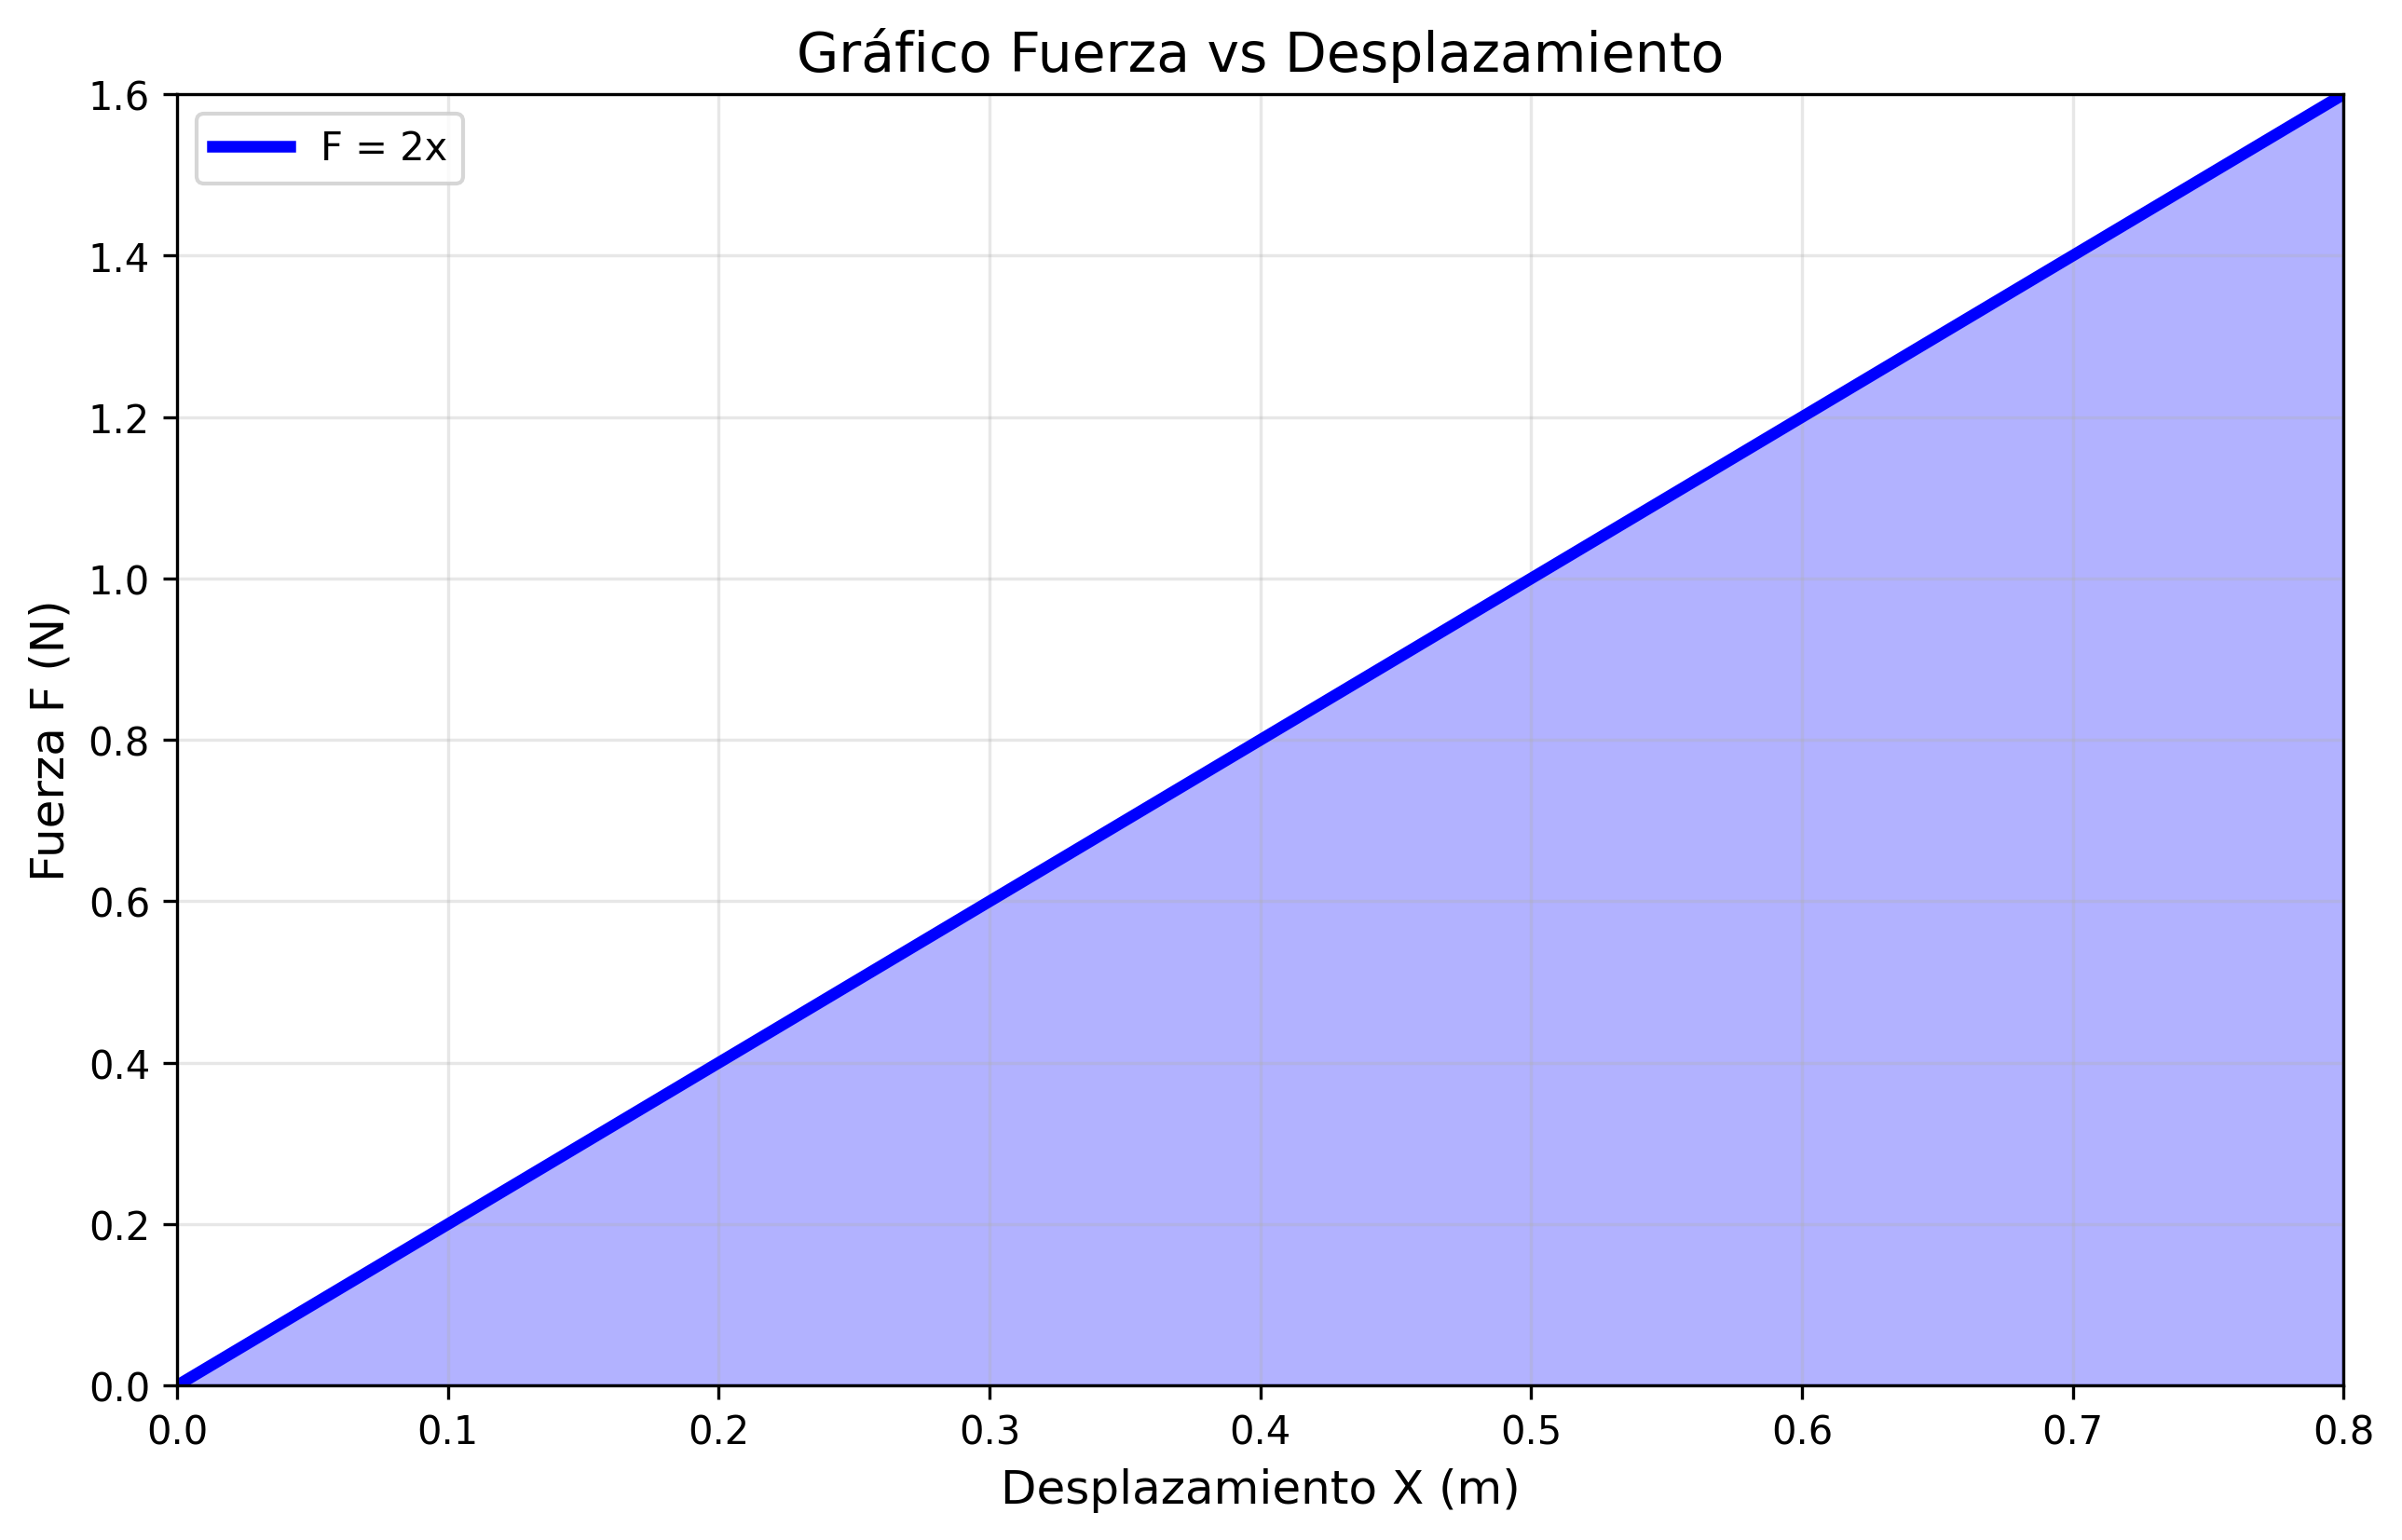 Gráfico Fuerza vs Desplazamiento
F = 2x
Fuerza F (N)
1.6
1.4
1.2
1.0
0.8
0.6
0.4
0.2
0.0
0.0 0.1 0.2 0.3 0.4 0.5 0.6 0.7 0.8
Desplazamiento X (m)